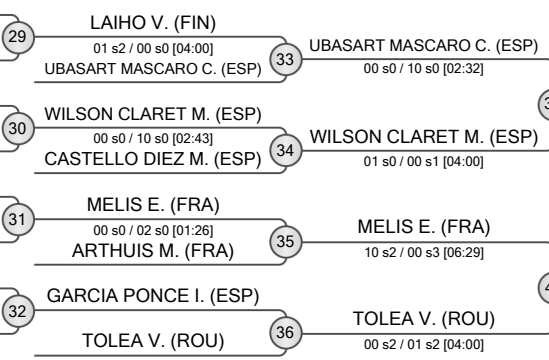 29
LAIHO V. (FIN)
01 s2 / 00 s0 [04:00]
UBASART MASCARO C. (ESP)
33
UBASART MASCARO C. (ESP)
00 s0 / 10 s0 [02:32]
30
WILSON CLARET M. (ESP)
00 s0 / 10 s0 [02:43]
CASTELLO DIEZ M. (ESP)
34
WILSON CLARET M. (ESP)
01 s0 / 00 s1 [04:00]
31
MELIS E. (FRA)
00 s0 / 02 s0 [01:26]
ARTHUIS M. (FRA)
35
MELIS E. (FRA)
10 s2 / 00 s3 [06:29]
32
GARCIA PONCE I. (ESP)
TOLEA V. (ROU)
36
TOLEA V. (ROU)
00 s2 / 01 s2 [04:00]